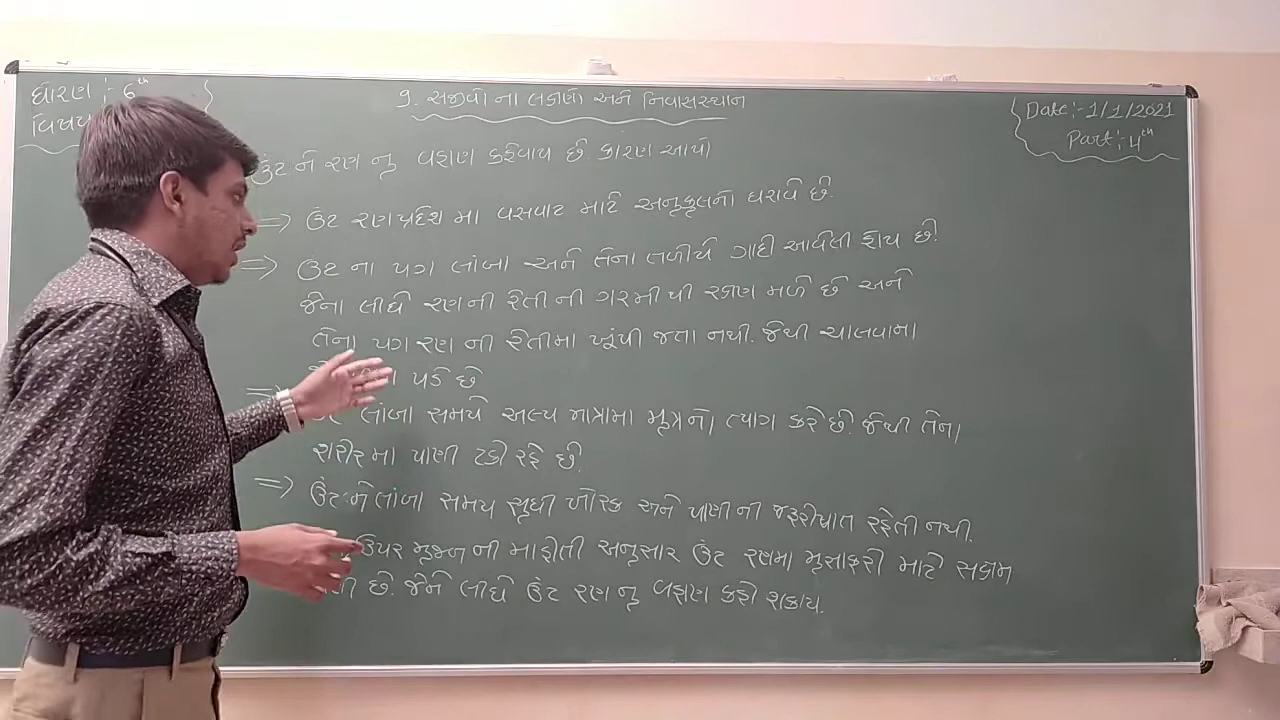 ધોરણ :- 6th
વિષય
9. સજીવો ના લક્ષણો અને નિવાસસ્થાન
Date:- 1/1/2021
Part:- 4th
ઉંટ ને રણ નુ વહાણ કહેવાય છે કારણ આપો
=> ઉંટ રણપ્રદેશ મા વસવાટ માટે અનુકુલનો ધરાવે છે.
=> ઉંટ ના પગ લાંબા અને તેના તળીયે ગાદી આવેલી હોય છે.
જેના લીધે રણની રેતી ની ગરમી થી રક્ષણ મળે છે અને
તેના પગ રણ ની રેતીમા ખૂંપી જતા નથી. જેથી ચાલવામા
પડે છે
=> ઉંટ લાંબા સમયે અલ્પ માત્રામા મૂત્રનો ત્યાગ કરે છે. જેથી તેના
શરીર મા પાણી ટકી રહે છે.
=> ઉંટને લાંબા સમય સુધી ખોરાક અને પાણી ની જરૂરીયાત રહેતી નથી.
ઉપર મુજબ ની માહીતી અનુસાર ઉંટ રણમા મુસાફરી માટે સક્ષમ
છે. જેને લીધે ઉંટ રણ નુ વહાણ કહી શકાય.